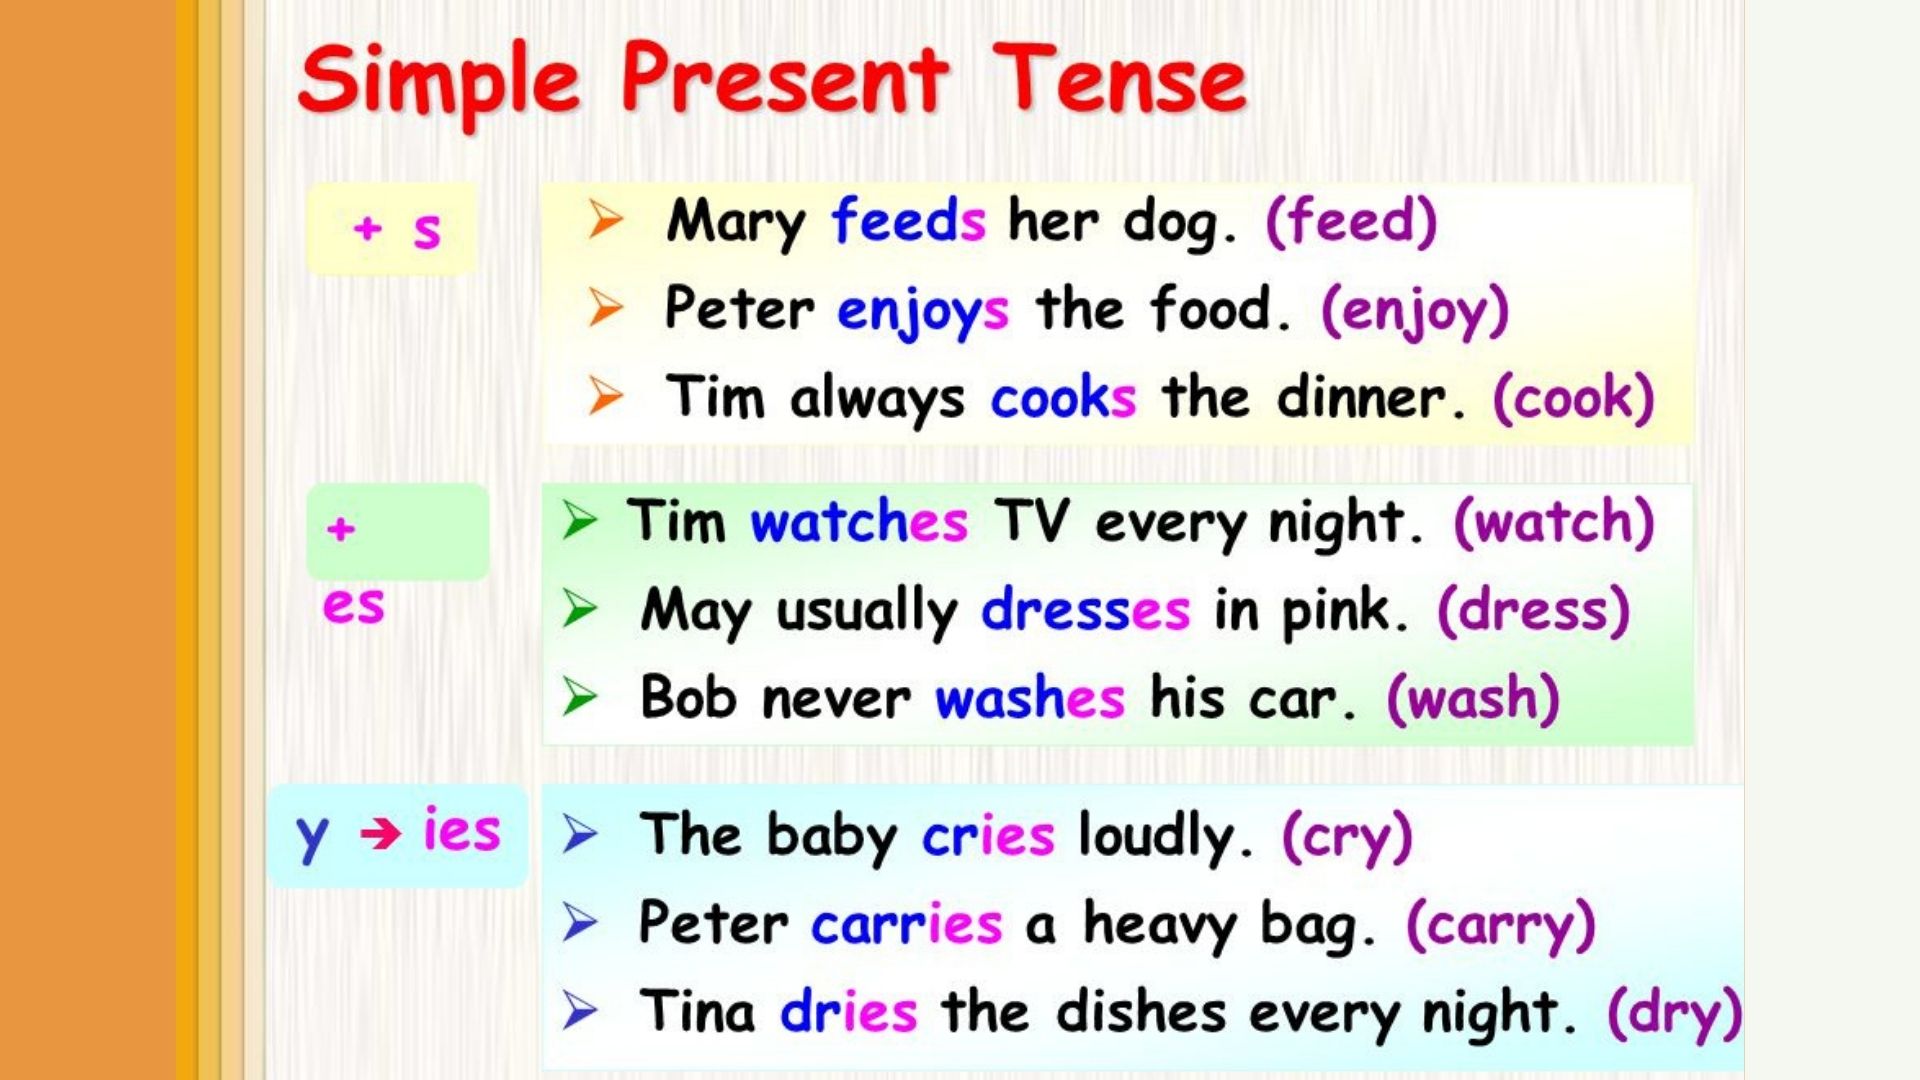 Simple Present Tense
+ s
➢ Mary feeds her dog. (feed)
➢ Peter enjoys the food. (enjoy)
➢ Tim always cooks the dinner. (cook)
+
es
➢ Tim watches TV every night. (watch)
➢ May usually dresses in pink. (dress)
➢ Bob never washes his car. (wash)
y ➔ ies
➢ The baby cries loudly. (cry)
➢ Peter carries a heavy bag. (carry)
➢ Tina dries the dishes every night. (dry)